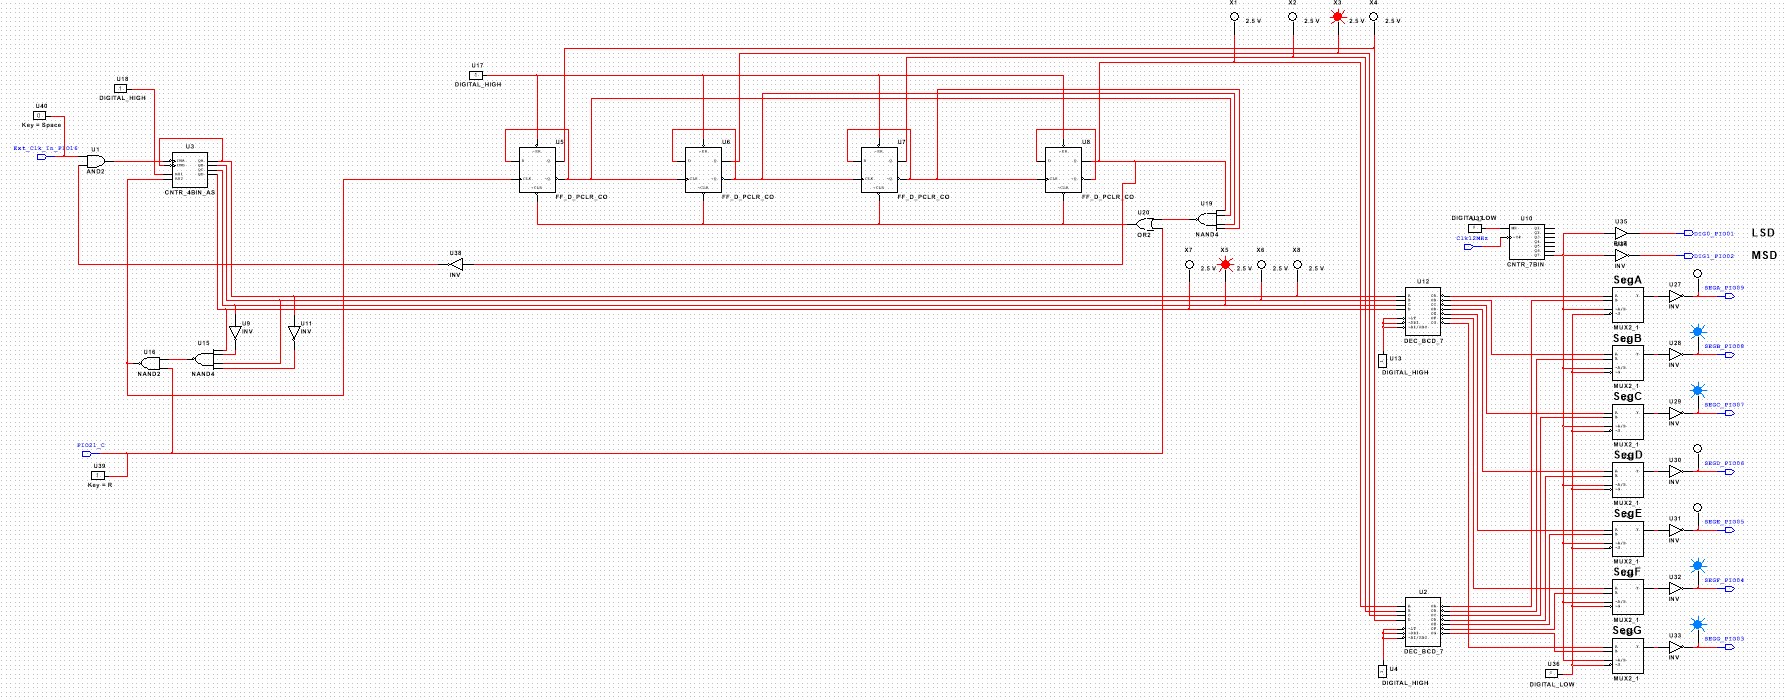 X1
X2
X3
X4
2.5 V
2.5 V
2.5 V
2.5 V
U17
DIGITAL_HIGH
U18
DIGITAL_HIGH
U40
0
Key = Space
Ext_Clk_In_PIO16
U1
AND2
U3
CNTR_4BIN_AS
U5
FF_D_PCLR_CO
U6
FF_D_PCLR_CO
U7
FF_D_PCLR_CO
U8
FF_D_PCLR_CO
U20
OR2
U19
NAND4
DIGITAL_LOW
Clk12MHz
U10
CNTR_7BIN
U35
INV
DIG0_PIO01
LSD
DIG1_PIO02
MSD
U38
INV
X7
X5
X6
X8
2.5 V
2.5 V
2.5 V
2.5 V
U9
INV
U11
INV
U16
NAND2
U15
NAND4
PIO21_C
U39
Key = R
U12
DEC_BCD_7
U13
DIGITAL_HIGH
U2
DEC_BCD_7
U4
DIGITAL_HIGH
SegA
MUX2_1
U27
INV
SEGA_PIO09
SegB
MUX2_1
U28
INV
SEGB_PIO08
SegC
MUX2_1
U29
INV
SEGC_PIO07
SegD
MUX2_1
U30
INV
SEGD_PIO06
SegE
MUX2_1
U31
INV
SEGE_PIO05
SegF
MUX2_1
U32
INV
SEGF_PIO04
SegG
MUX2_1
U33
INV
SEGG_PIO03
U36
DIGITAL_LOW